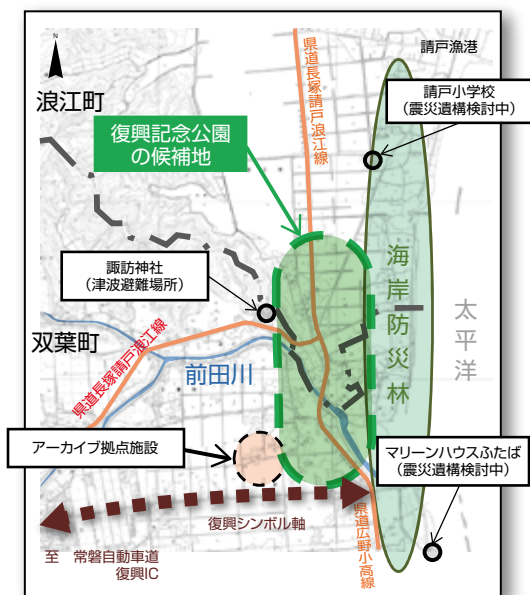 N
請戸漁港
浪江町
県道長塚請戸浪江線
請戸小学校
（震災遺構検討中）
復興記念公園
の候補地
諏訪神社
（津波避難場所）
海岸防災林
太平洋
双葉町
県道長塚請戸浪江線
前田川
アーカイブ拠点施設
マリーンハウスふたば
（震災遺構検討中）
復興シンボル軸
県道広野小高線
至　常磐自動車道
復興IC